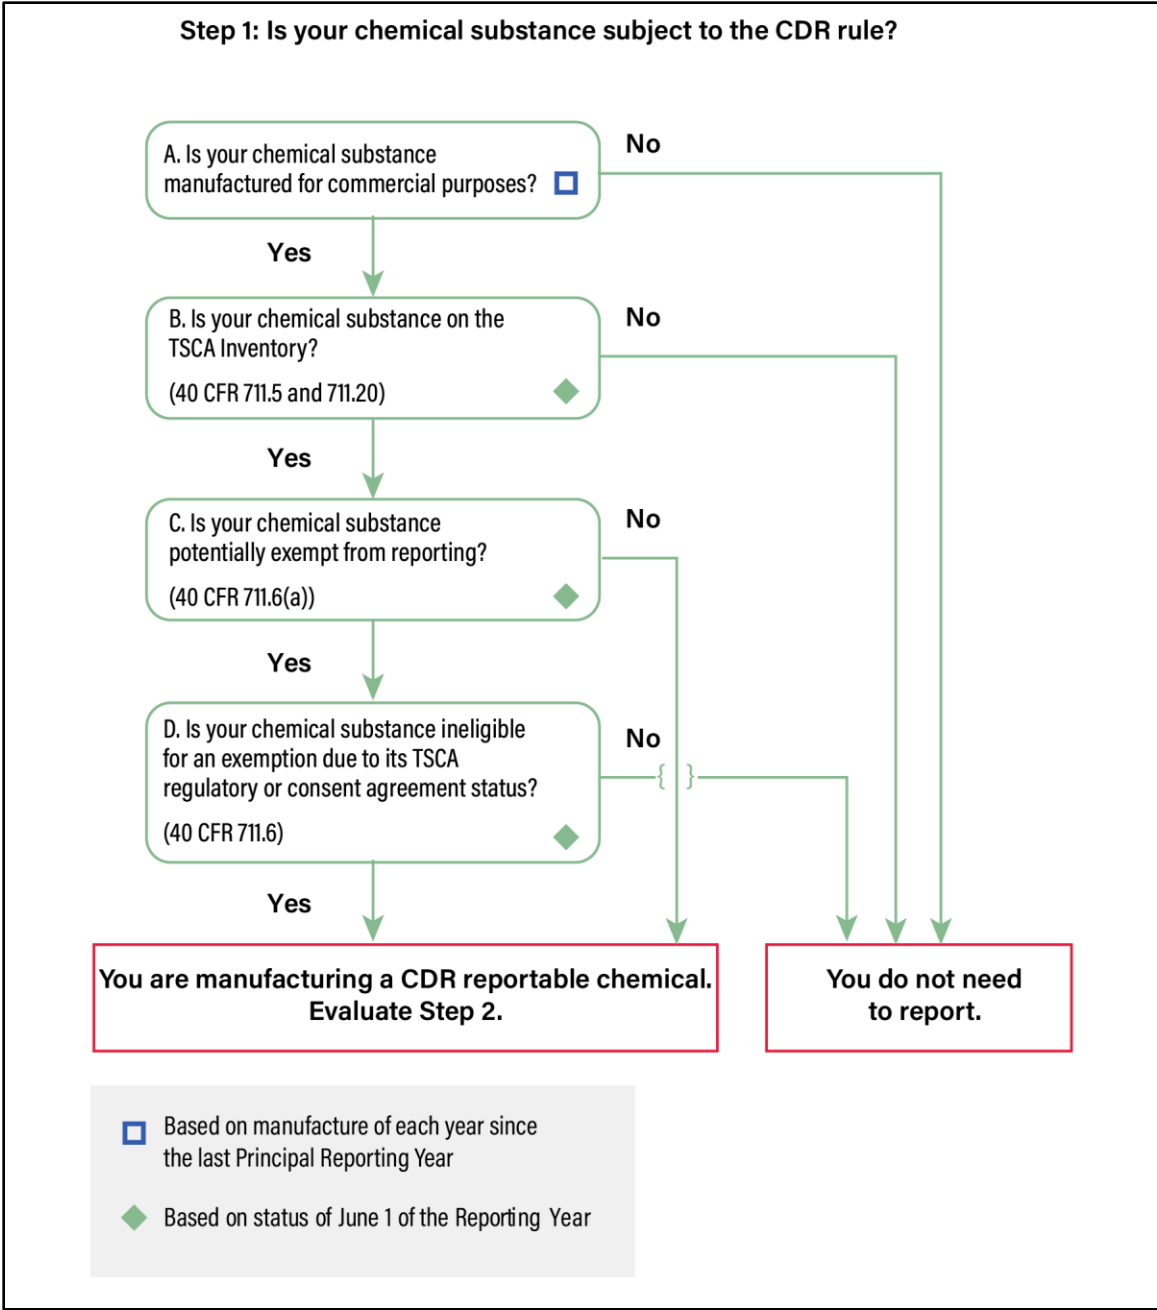 Step 1: Is your chemical substance subject to the CDR rule?
A. Is your chemical substance
manufactured for commercial purposes?
No
Yes
B. Is your chemical substance on the
TSCA Inventory?
(40 CFR 711.5 and 711.20)
No
Yes
C. Is your chemical substance
potentially exempt from reporting?
(40 CFR 711.6(a))
No
Yes
D. Is your chemical substance ineligible
for an exemption due to its TSCA
regulatory or consent agreement status?
(40 CFR 711.6)
No
{ }
Yes
You are manufacturing a CDR reportable chemical.
Evaluate Step 2.
You do not need
to report.
Based on manufacture of each year since
the last Principal Reporting Year
Based on status of June 1 of the Reporting Year